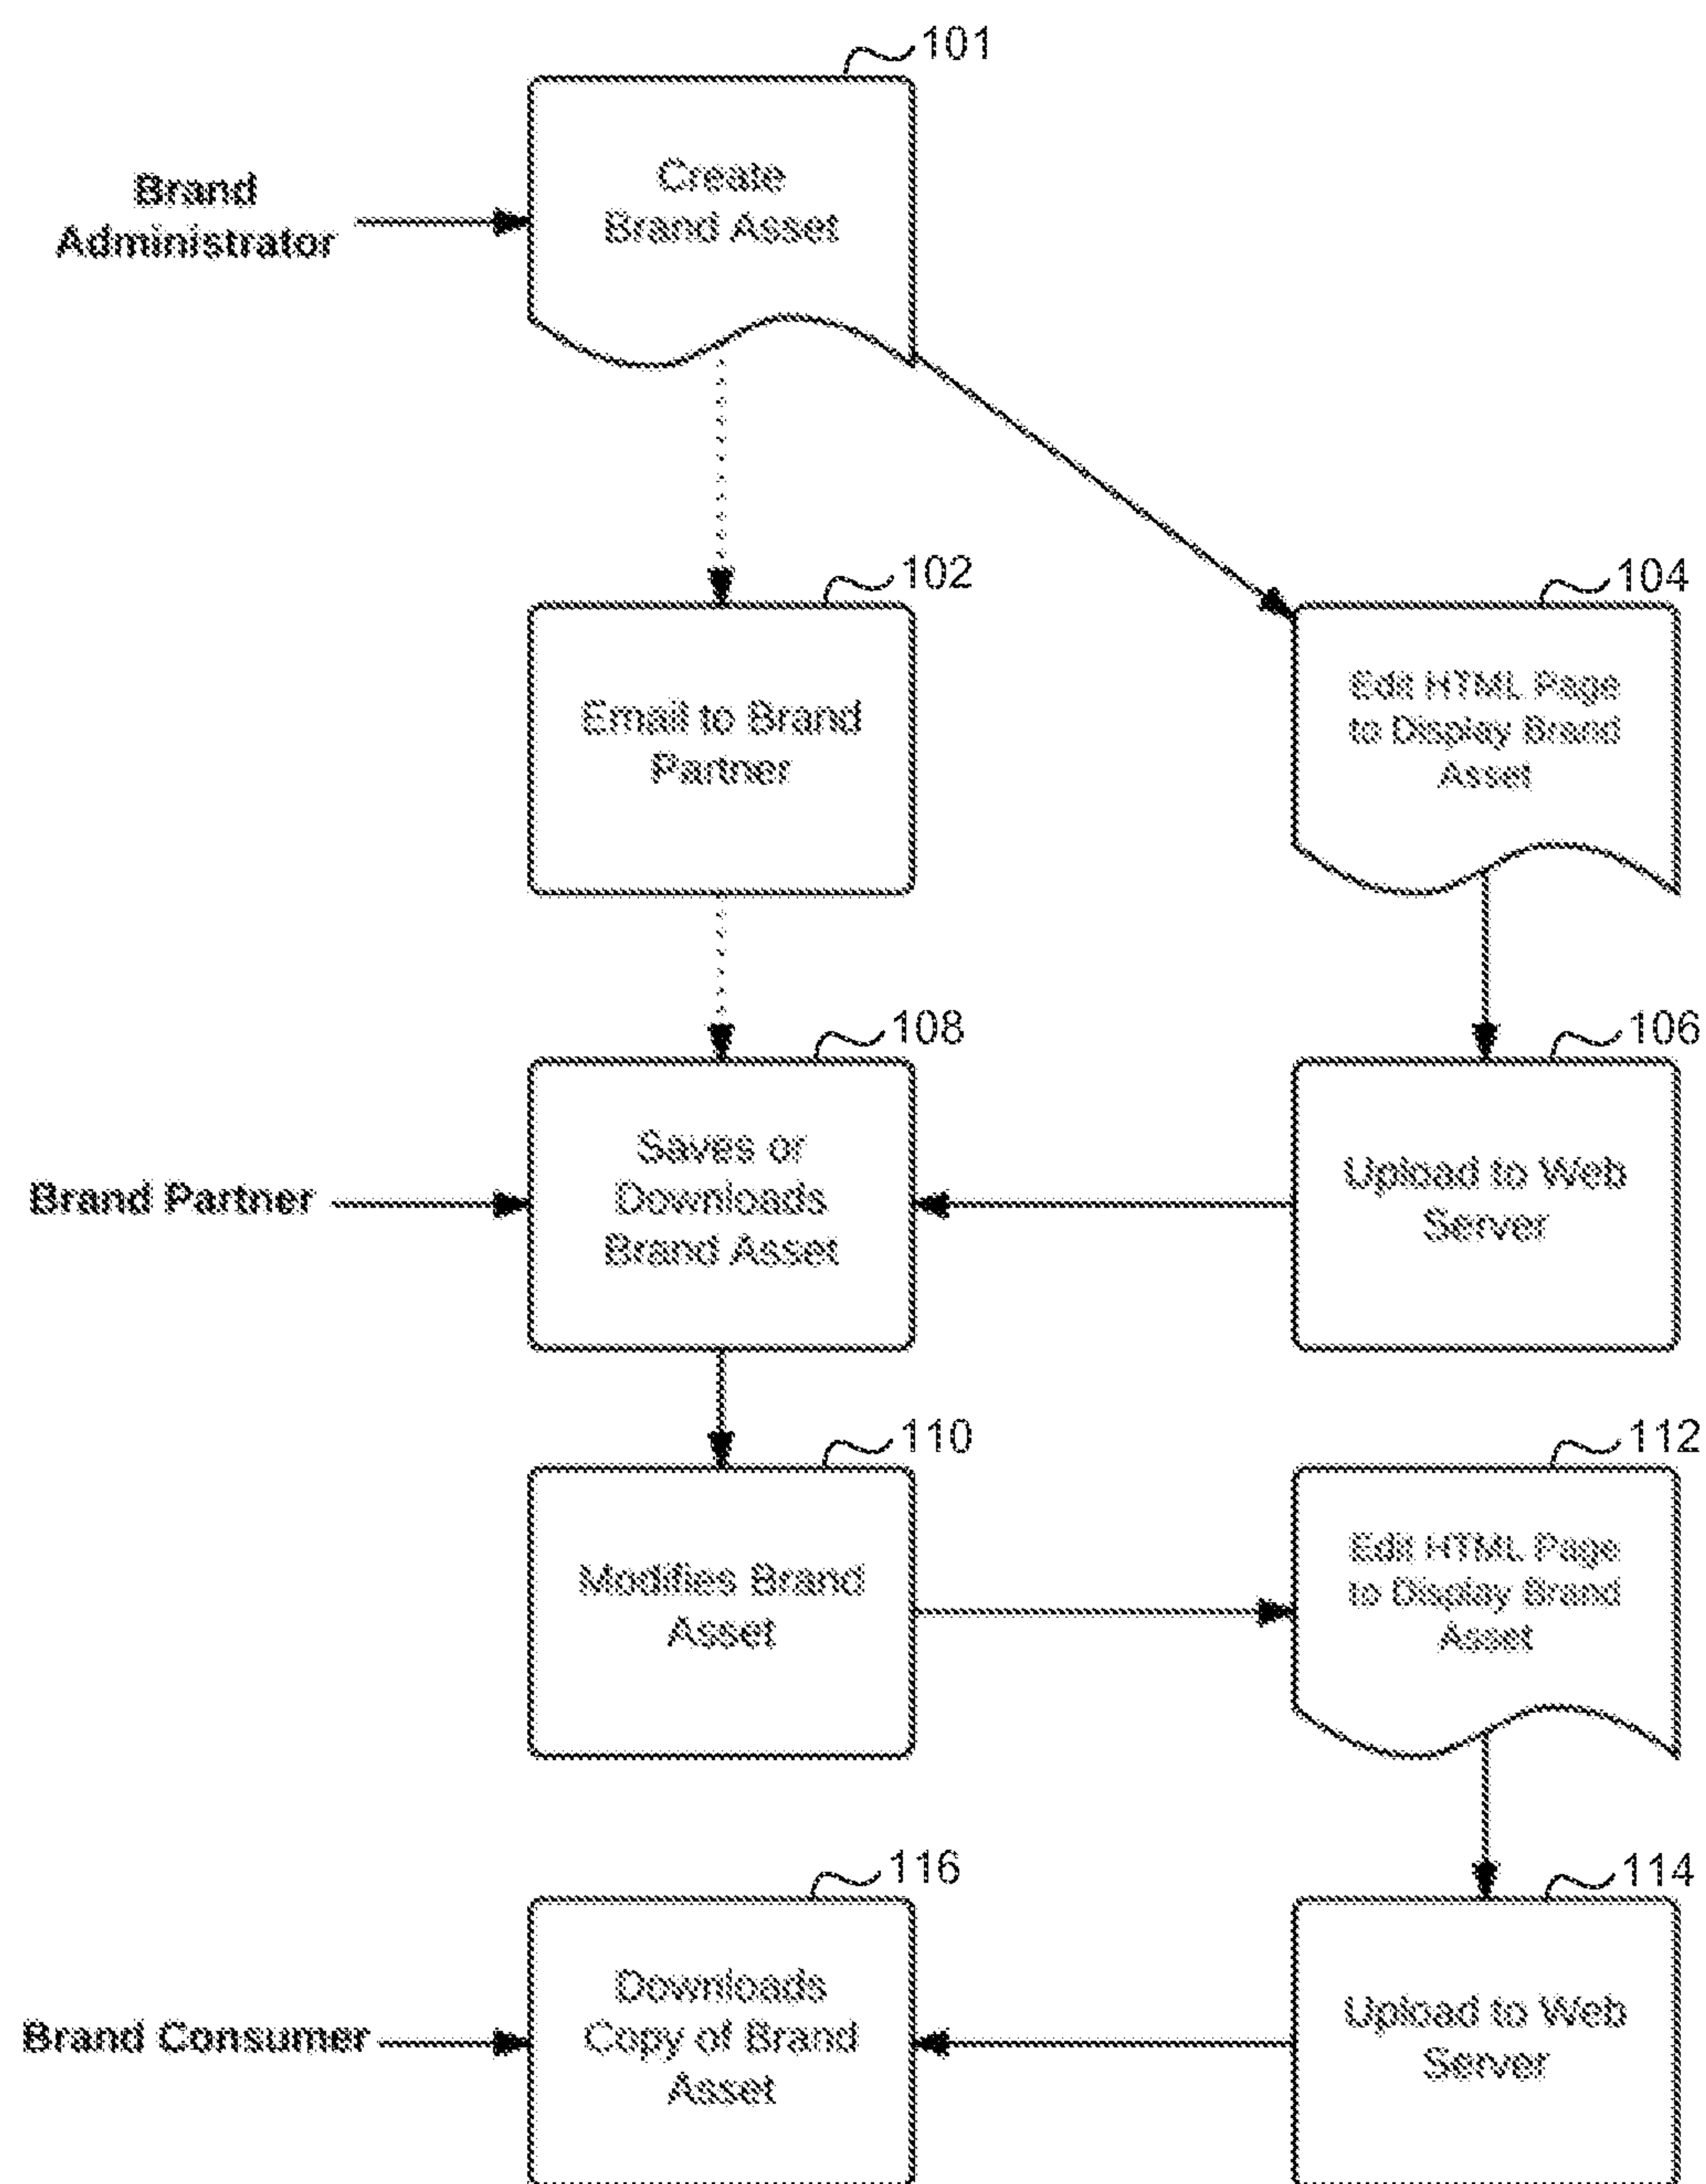 101
Create
Brand Asset
Brand
Administrator
102
Email to Brand
Partner
104
Edit HTML Page
to Display Brand
Asset
108
Saves or
Downloads
Brand Asset
Brand Partner
106
Upload to Web
Server
110
Modifies Brand
Asset
112
Edit HTML Page
to Display Brand
Asset
116
Downloads
Copy of Brand
Asset
Brand Consumer
114
Upload to Web
Server